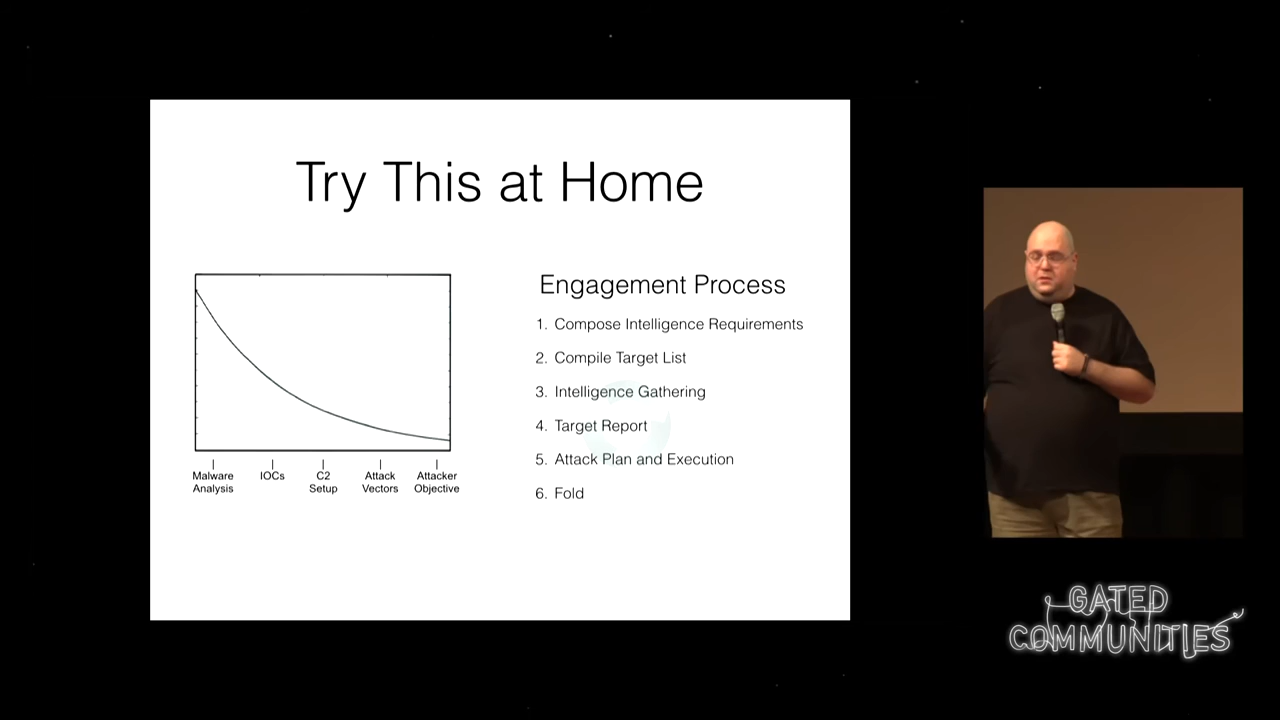 Try This at Home
Engagement Process
1. Compose Intelligence Requirements
2. Compile Target List
3. Intelligence Gathering
4. Target Report
5. Attack Plan and Execution
6. Fold
Malware
Analysis
IOCs
C2
Setup
Attack
Vectors
Attacker
Objective
GATED
COMMUNITIES